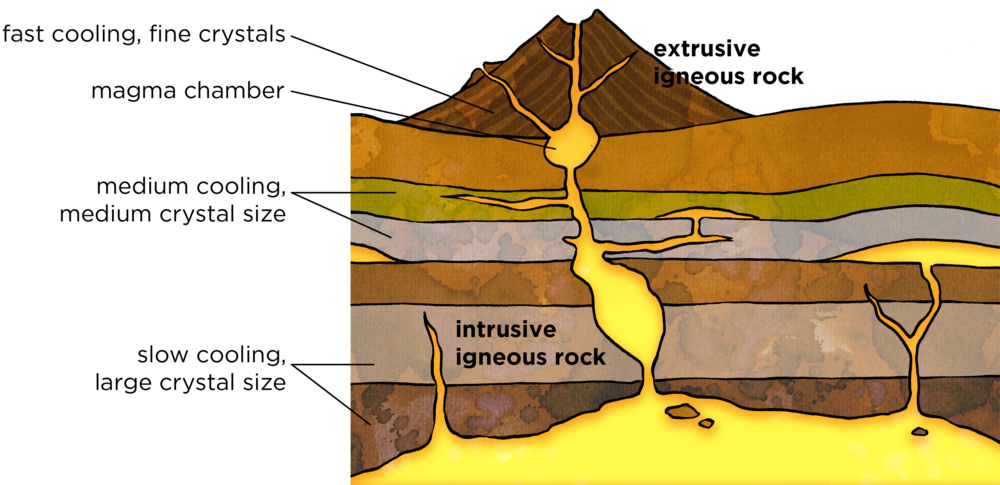 fast cooling, fine crystals
magma chamber
extrusive
igneous rock
medium cooling,
medium crystal size
intrusive
igneous rock
slow cooling,
large crystal size